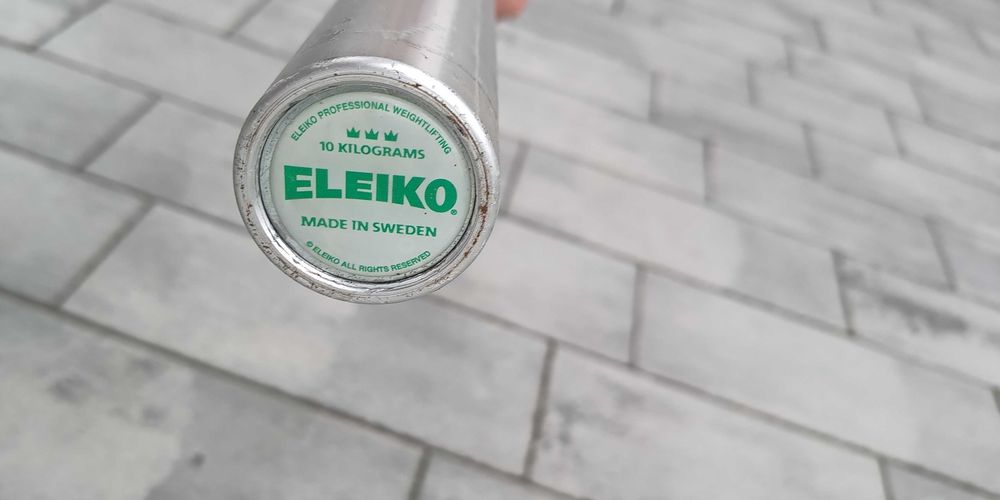 ELEIKO PROFESSIONAL WEIGHTLIFTING
10 KILOGRAMS
ELEIKO®
MADE IN SWEDEN
© ELEIKO ALL RIGHTS RESERVED